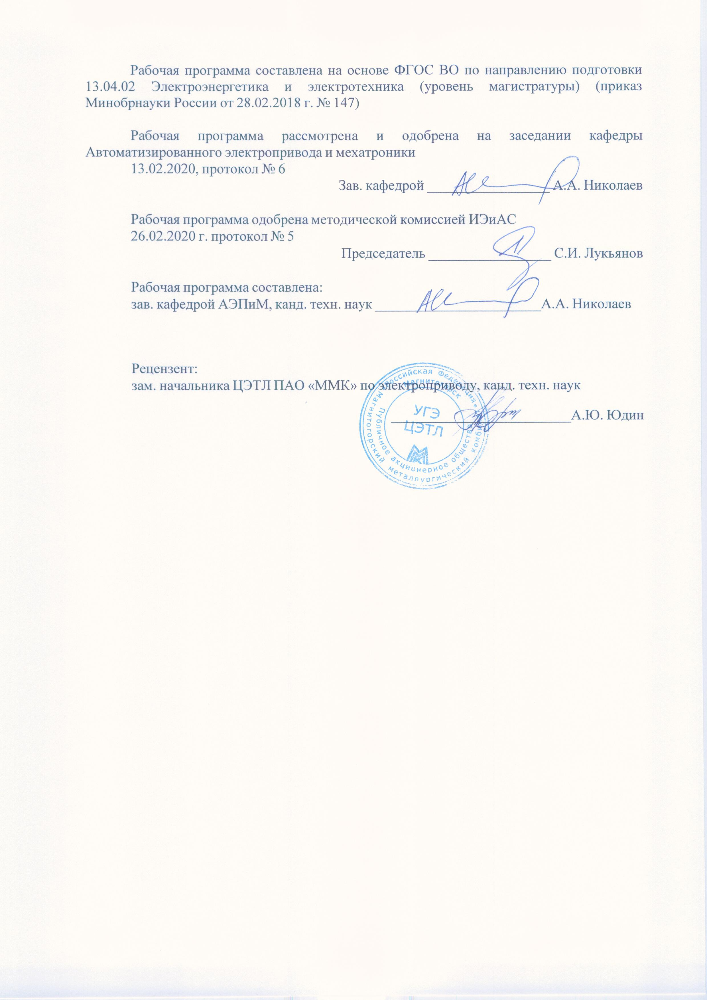 Рабочая программа составлена на основе ФГОС ВО по направлению подготовки
13.04.02 Электроэнергетика и электротехника (уровень магистратуры) (приказ
Минобрнауки России от 28.02.2018 г. № 147)
Рабочая программа рассмотрена и одобрена на заседании кафедры
Автоматизированного электропривода и мехатроники
13.02.2020, протокол № 6
Зав. кафедрой ________________ А.А. Николаев
Рабочая программа одобрена методической комиссией ИЭиАС
26.02.2020 г. протокол № 5
Председатель ________________ С.И. Лукьянов
Рабочая программа составлена:
зав. кафедрой АЭПиМ, канд. техн. наук ______________________А.А. Николаев
Рецензент:
зам. начальника ЦЭТЛ ПАО «ММК» по электроприводу, канд. техн. наук
________________________А.Ю. Юдин
Российская Федерация*
Магнитогорск
Магнитогорский металлургический
Публичное акционерное общество
УГЭ
ЦЭТЛ